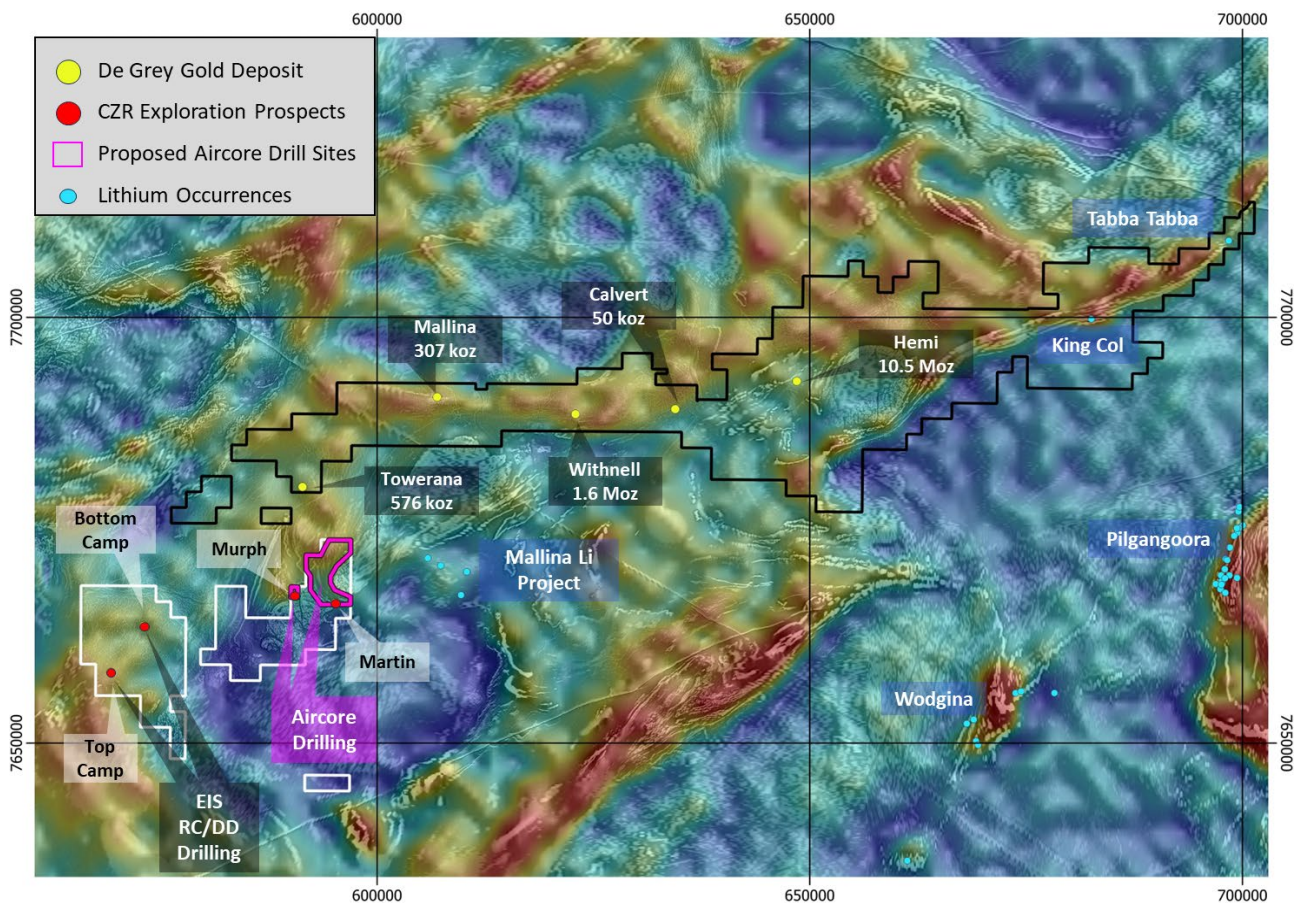 600000
650000
700000
De Grey Gold Deposit
CZR Exploration Prospects
Proposed Aircore Drill Sites
Lithium Occurrences
Tabba Tabba
7700000
7700000
Calvert
50 koz
Mallina
307 koz
Hemi
10.5 Moz
King Col
Towerana
576 koz
Withnell
1.6 Moz
Bottom
Camp
Murph
Mallina Li
Project
Pilgangoora
Martin
Wodgina
Aircore
Drilling
Top
Camp
7650000
7650000
EIS
RC/DD
Drilling
600000
650000
700000